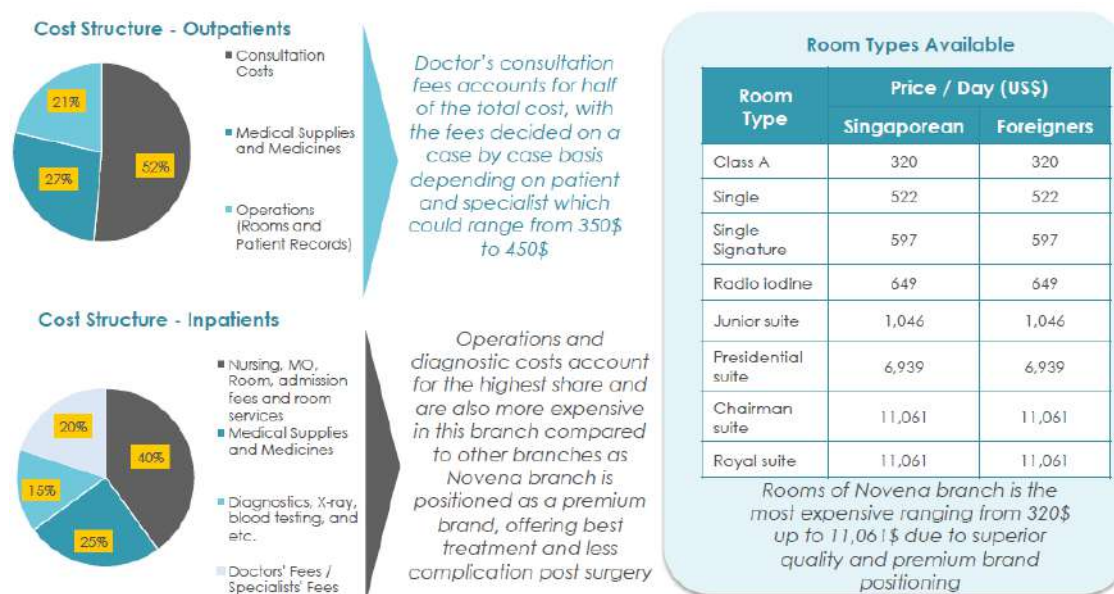 Cost Structure - Outpatients
21%
27%
52%
Consultation
Costs
Medical Supplies
and Medicines
Operations
(Rooms and
Patient Records)
Doctor's consultation
fees accounts for half
of the total cost, with
the fees decided on a
case by case basis
depending on patient
and specialist which
could range from 350$
to 450$
Cost Structure - Inpatients
20%
40%
15%
25%
Nursing, MO,
Room, admission
fees and room
services
Medical Supplies
and Medicines
Diagnostics, X-ray,
blood testing, and
etc.
Doctors' Fees /
Specialists' Fees
Operations and
diagnostic costs account
for the highest share and
are also more expensive
in this branch compared
to other branches as
Novena branch is
positioned as a premium
brand, offering best
treatment and less
complication post surgery
Room Types Available
Room Type Price / Day (US$)
Singaporean Foreigners
Class A 320 320
Single 522 522
Single
Signature 597 597
Radio iodine 649 649
Junior suite 1,046 1,046
Presidential
suite 6,939 6,939
Chairman
suite 11,061 11,061
Royal suite 11,061 11,061
Rooms of Novena branch is the
most expensive ranging from 320$
up to 11,061$ due to superior
quality and premium brand
positioning